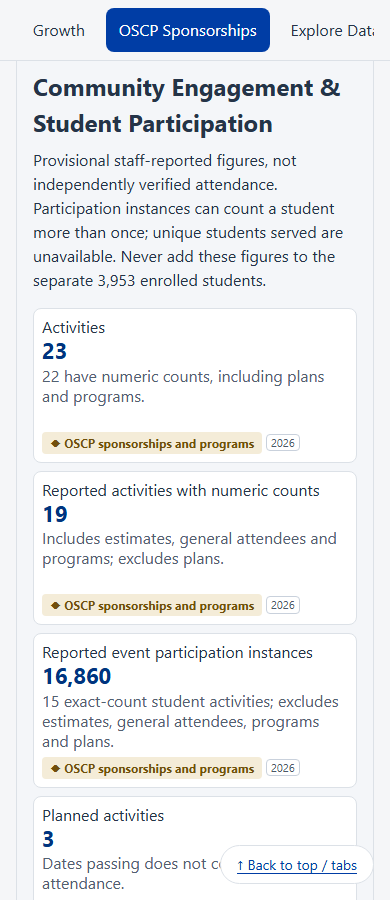 Growth
OSCP Sponsorships
Explore Data
Community Engagement &
Student Participation
Provisional staff-reported figures, not
independently verified attendance.
Participation instances can count a student
more than once; unique students served are
unavailable. Never add these figures to the
separate 3,953 enrolled students.
Activities
23
22 have numeric counts, including plans
and programs.
◆ OSCP sponsorships and programs 2026
Reported activities with numeric counts
19
Includes estimates, general attendees and
programs; excludes plans.
◆ OSCP sponsorships and programs 2026
Reported event participation instances
16,860
15 exact-count student activities; excludes
estimates, general attendees, programs
and plans.
◆ OSCP sponsorships and programs 2026
Planned activities
3
Dates passing does not
attendance.
↑ Back to top / tabs